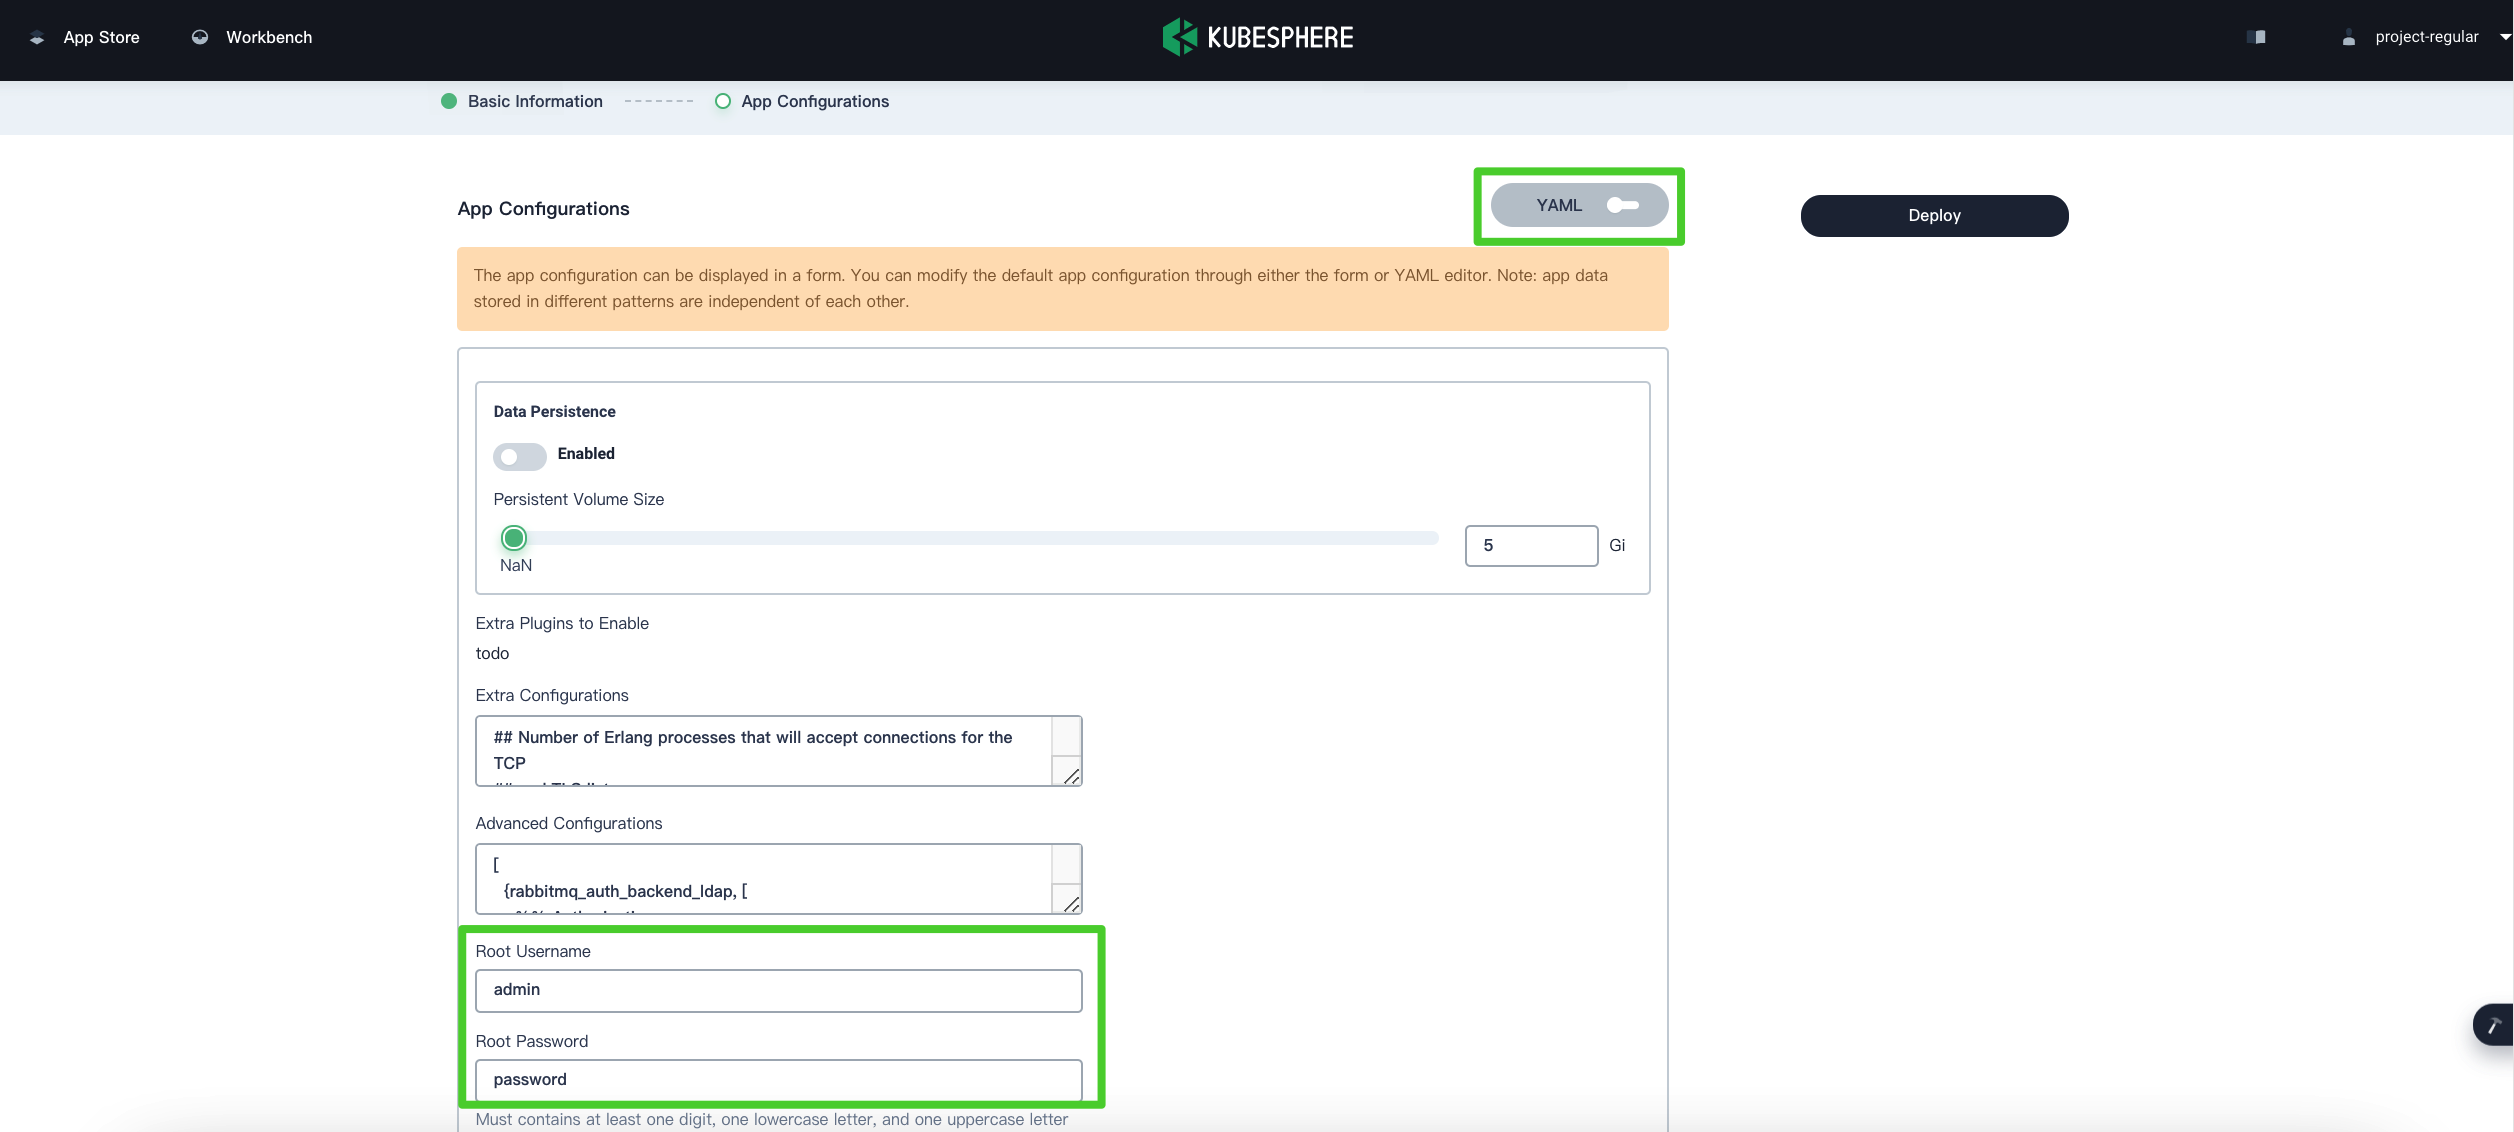 App Store
Workbench
KUBESPHERE
project-regular
Basic Information
App Configurations
App Configurations
YAML
Deploy
The app configuration can be displayed in a form. You can modify the default app configuration through either the form or YAML editor. Note: app data
stored in different patterns are independent of each other.
Data Persistence
Enabled
Persistent Volume Size
5
Gi
NaN
Extra Plugins to Enable
todo
Extra Configurations
## Number of Erlang processes that will accept connections for the
TCP
Advanced Configurations
[
{rabbitmq_auth_backend_ldap, [
Root Username
admin
Root Password
password
Must contains at least one digit, one lowercase letter, and one uppercase letter